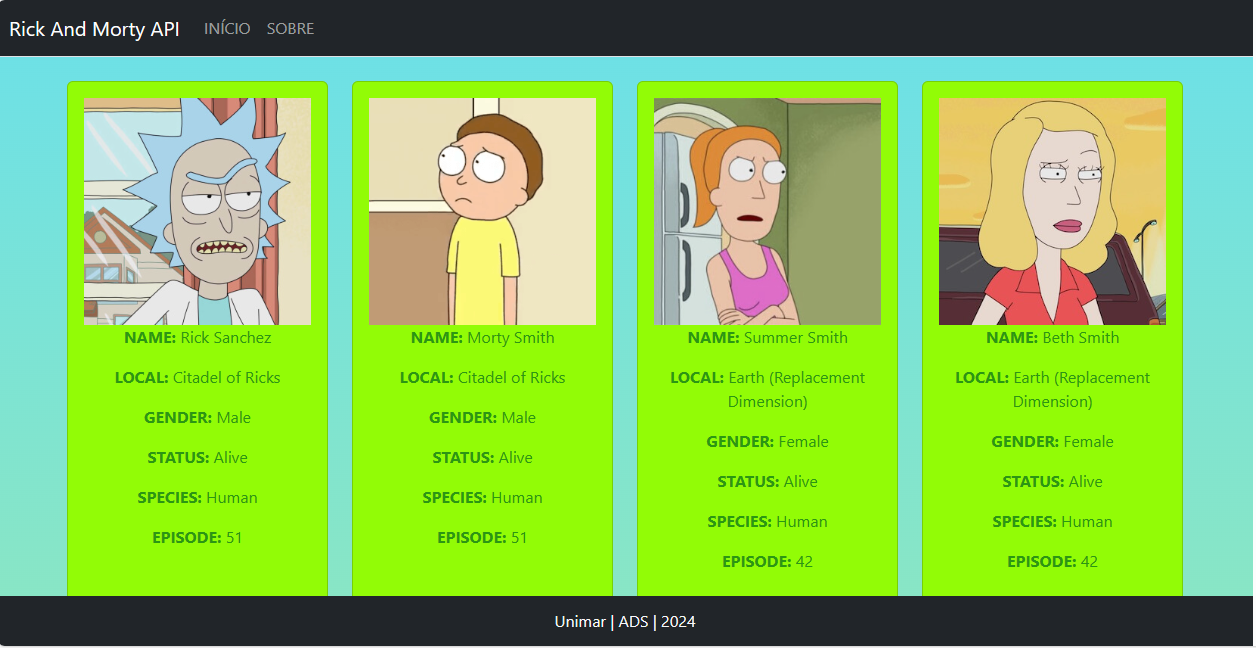 Rick And Morty API INÍCIO SOBRE
NAME: Rick Sanchez
LOCAL: Citadel of Ricks
GENDER: Male
STATUS: Alive
SPECIES: Human
EPISODE: 51
NAME: Morty Smith
LOCAL: Citadel of Ricks
GENDER: Male
STATUS: Alive
SPECIES: Human
EPISODE: 51
NAME: Summer Smith
LOCAL: Earth (Replacement
Dimension)
GENDER: Female
STATUS: Alive
SPECIES: Human
EPISODE: 42
NAME: Beth Smith
LOCAL: Earth (Replacement
Dimension)
GENDER: Female
STATUS: Alive
SPECIES: Human
EPISODE: 42
Unimar | ADS | 2024